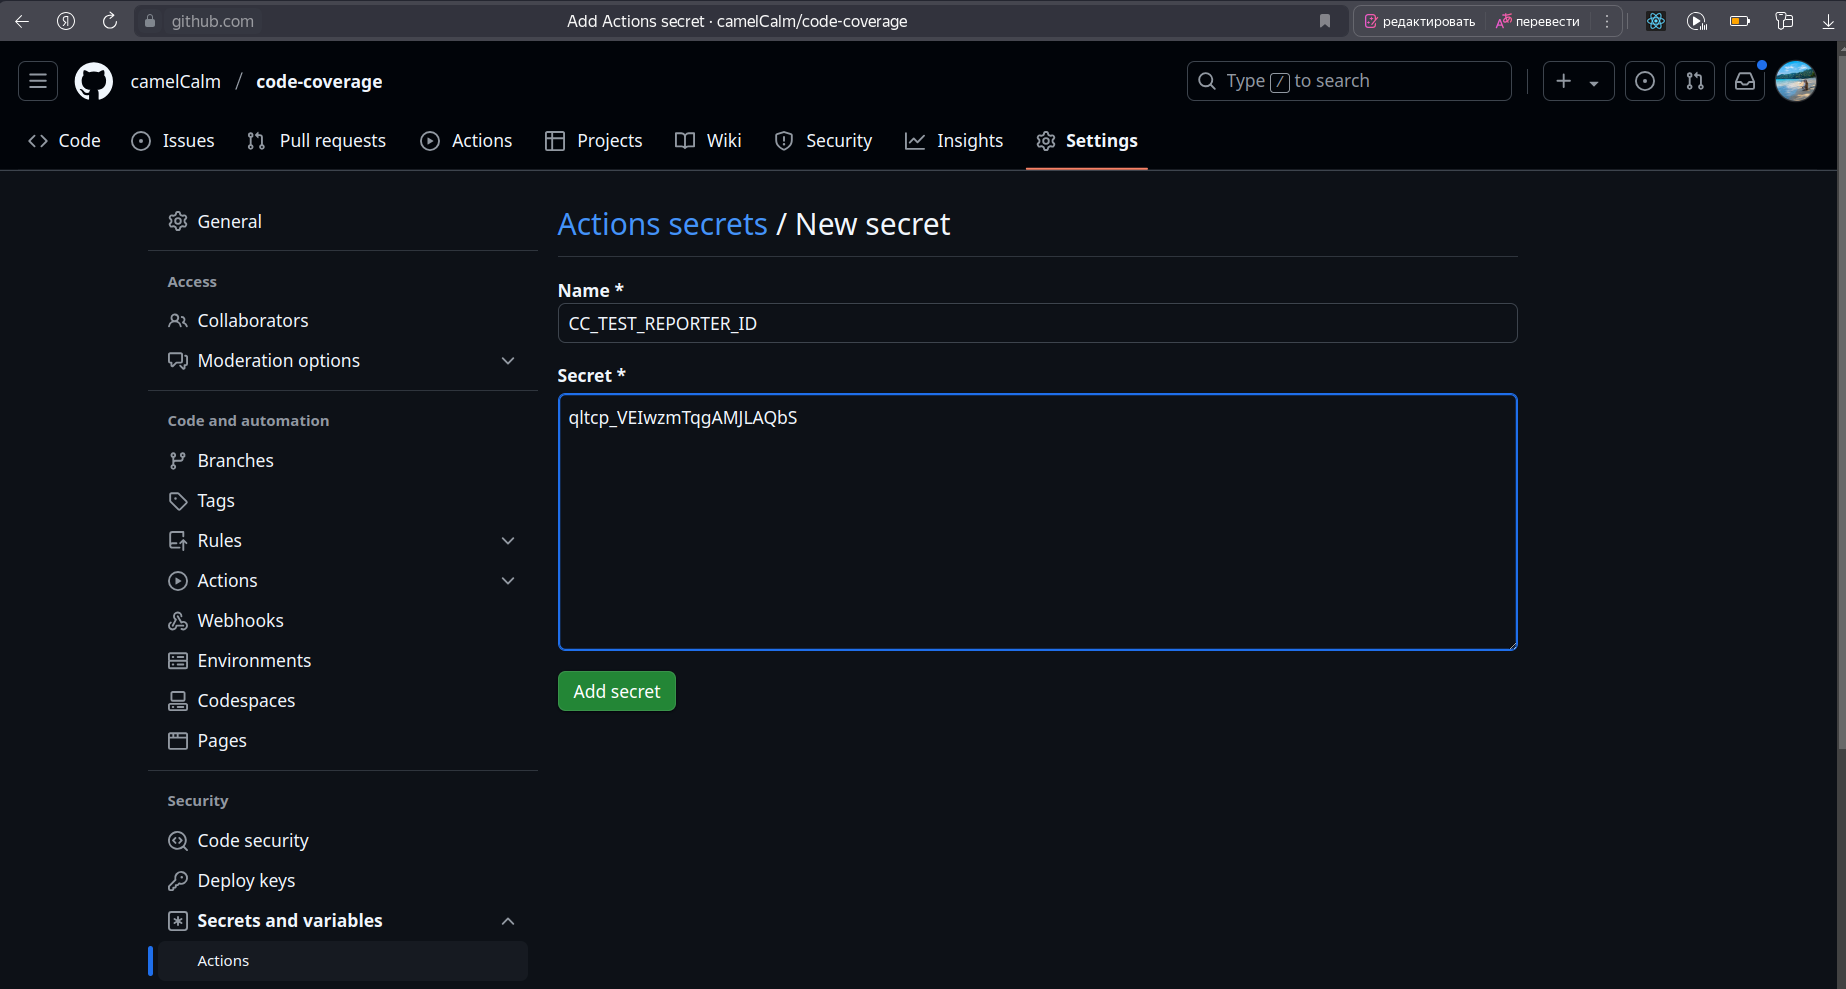 github.com
Add Actions secret · camelCalm/code-coverage
редактировать
перевести
camelCalm / code-coverage
Type / to search
Code
Issues
Pull requests
Actions
Projects
Wiki
Security
Insights
Settings
General
Access
Collaborators
Moderation options
Code and automation
Branches
Tags
Rules
Actions
Webhooks
Environments
Codespaces
Pages
Security
Code security
Deploy keys
Secrets and variables
Actions
Actions secrets / New secret
Name *
CC_TEST_REPORTER_ID
Secret *
qltcp_VEIwzmTqgAMJLAQbS
Add secret